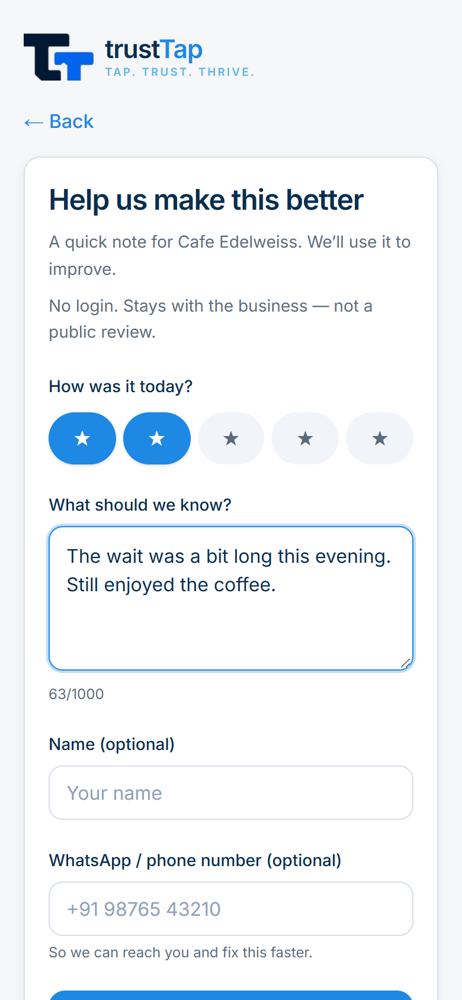 trustTap
TAP. TRUST. THRIVE.
← Back
Help us make this better
A quick note for Cafe Edelweiss. We’ll use it to
improve.
No login. Stays with the business — not a
public review.
How was it today?
★ ★ ★ ★ ★
What should we know?
The wait was a bit long this evening.
Still enjoyed the coffee.
63/1000
Name (optional)
Your name
WhatsApp / phone number (optional)
+91 98765 43210
So we can reach you and fix this faster.